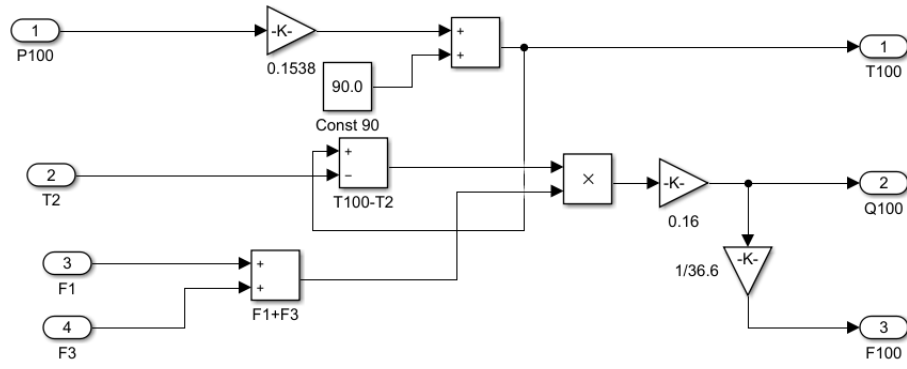 1
P100
-K-
0.1538
+
+
1
T100
90.0
Const 90
2
T2
+
−
T100-T2
×
-K-
0.16
2
Q100
3
F1
4
F3
+
+
F1+F3
-K-
1/36.6
3
F100